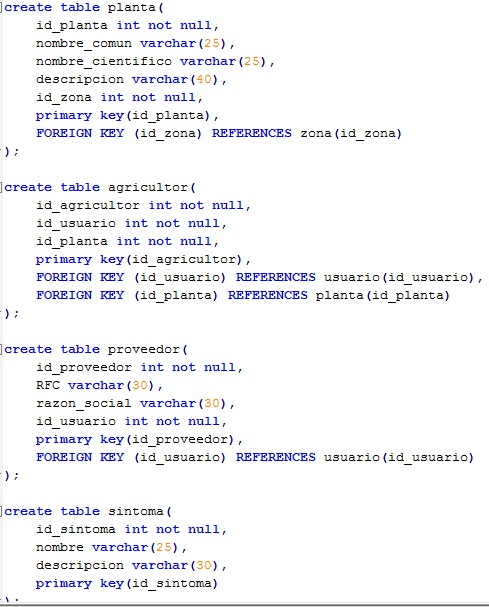 create table planta(
id_planta int not null,
nombre_comun varchar(25),
nombre_cientifico varchar(25),
descripcion varchar(40),
id_zona int not null,
primary key(id_planta),
FOREIGN KEY (id_zona) REFERENCES zona(id_zona)
);
create table agricultor(
id_agricultor int not null,
id_usuario int not null,
id_planta int not null,
primary key(id_agricultor),
FOREIGN KEY (id_usuario) REFERENCES usuario(id_usuario),
FOREIGN KEY (id_planta) REFERENCES planta(id_planta)
);
create table proveedor(
id_proveedor int not null,
RFC varchar(30),
razon_social varchar(30),
id_usuario int not null,
primary key(id_proveedor),
FOREIGN KEY (id_usuario) REFERENCES usuario(id_usuario)
);
create table sintoma(
id_sintoma int not null,
nombre varchar(25),
descripcion varchar(30),
primary key(id_sintoma)
);